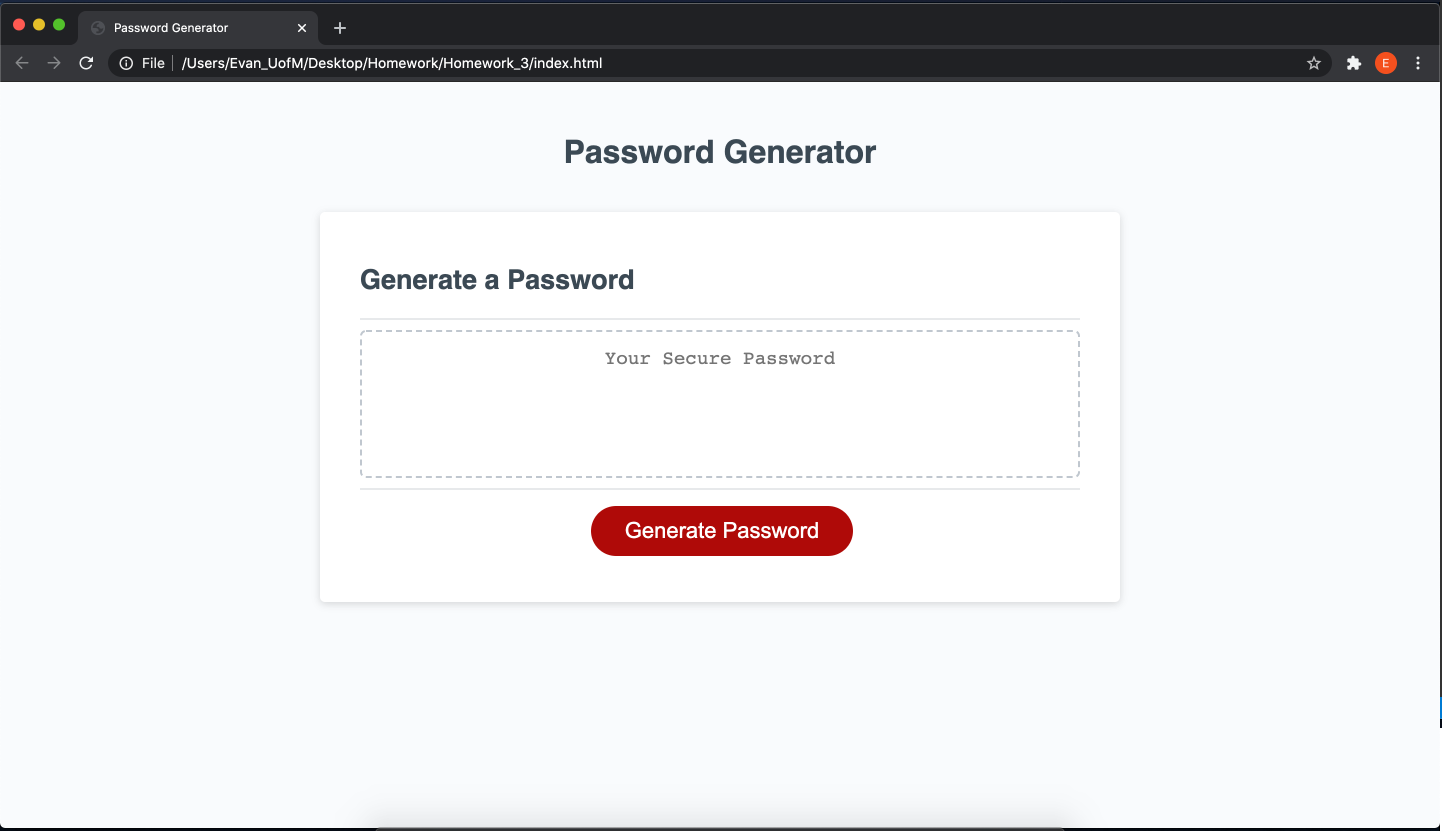 Password Generator
File
/Users/Evan_UofM/Desktop/Homework/Homework_3/index.html
E
Password Generator
Generate a Password
Your Secure Password
Generate Password